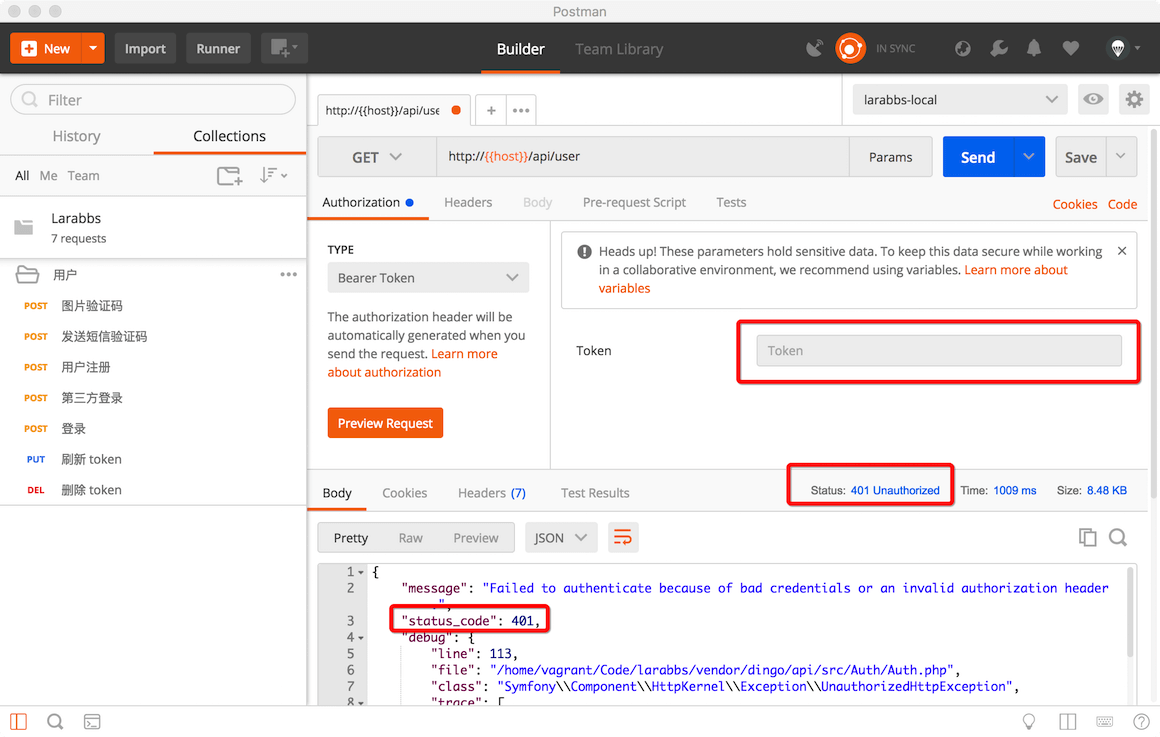 Postman
New
Import
Runner
Builder
Team Library
IN SYNC
Filter
History
Collections
All Me Team
Larabbs
7 requests
用户
POST 图片验证码
POST 发送短信验证码
POST 用户注册
POST 第三方登录
POST 登录
PUT 刷新 token
DEL 删除 token
http://{{host}}/api/use
larabbs-local
GET
http://{{host}}/api/user
Params
Send
Save
Authorization
Headers
Body
Pre-request Script
Tests
Cookies
Code
TYPE
Bearer Token
The authorization header will be
automatically generated when you
send the request. Learn more
about authorization
Preview Request
Heads up! These parameters hold sensitive data. To keep this data secure while working
in a collaborative environment, we recommend using variables. Learn more about
variables
Token
Token
Body
Cookies
Headers (7)
Test Results
Status: 401 Unauthorized
Time: 1009 ms
Size: 8.48 KB
Pretty
Raw
Preview
JSON
1 {
2 "message": "Failed to authenticate because of bad credentials or an invalid authorization header
.",
3 "status_code": 401,
4 "debug": {
5 "line": 113,
6 "file": "/home/vagrant/Code/larabbs/vendor/dingo/api/src/Auth/Auth.php",
7 "class": "Symfony\\Component\\HttpKernel\\Exception\\UnauthorizedHttpException",
8 "trace": [